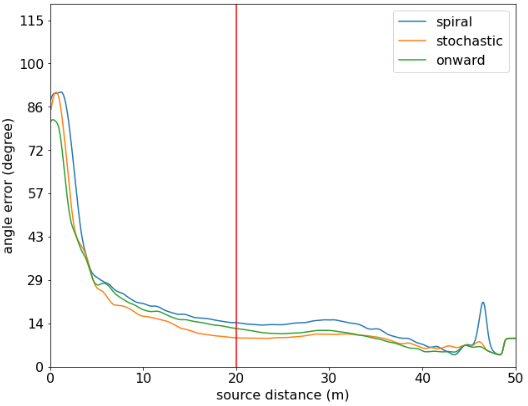 115
100
86
72
57
43
29
14
0
angle error (degree)
0 10 20 30 40 50
source distance (m)
spiral
stochastic
onward